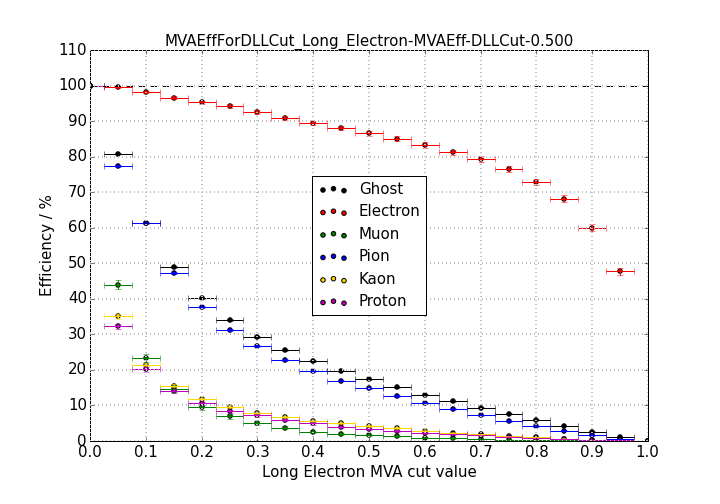 MVAEffForDLLCut_Long_Electron-MVAEff-DLLCut-0.500
110
100
90
80
70
60
50
40
30
20
10
0
Efficiency / %
Ghost
Electron
Muon
Pion
Kaon
Proton
0.0 0.1 0.2 0.3 0.4 0.5 0.6 0.7 0.8 0.9 1.0
Long Electron MVA cut value